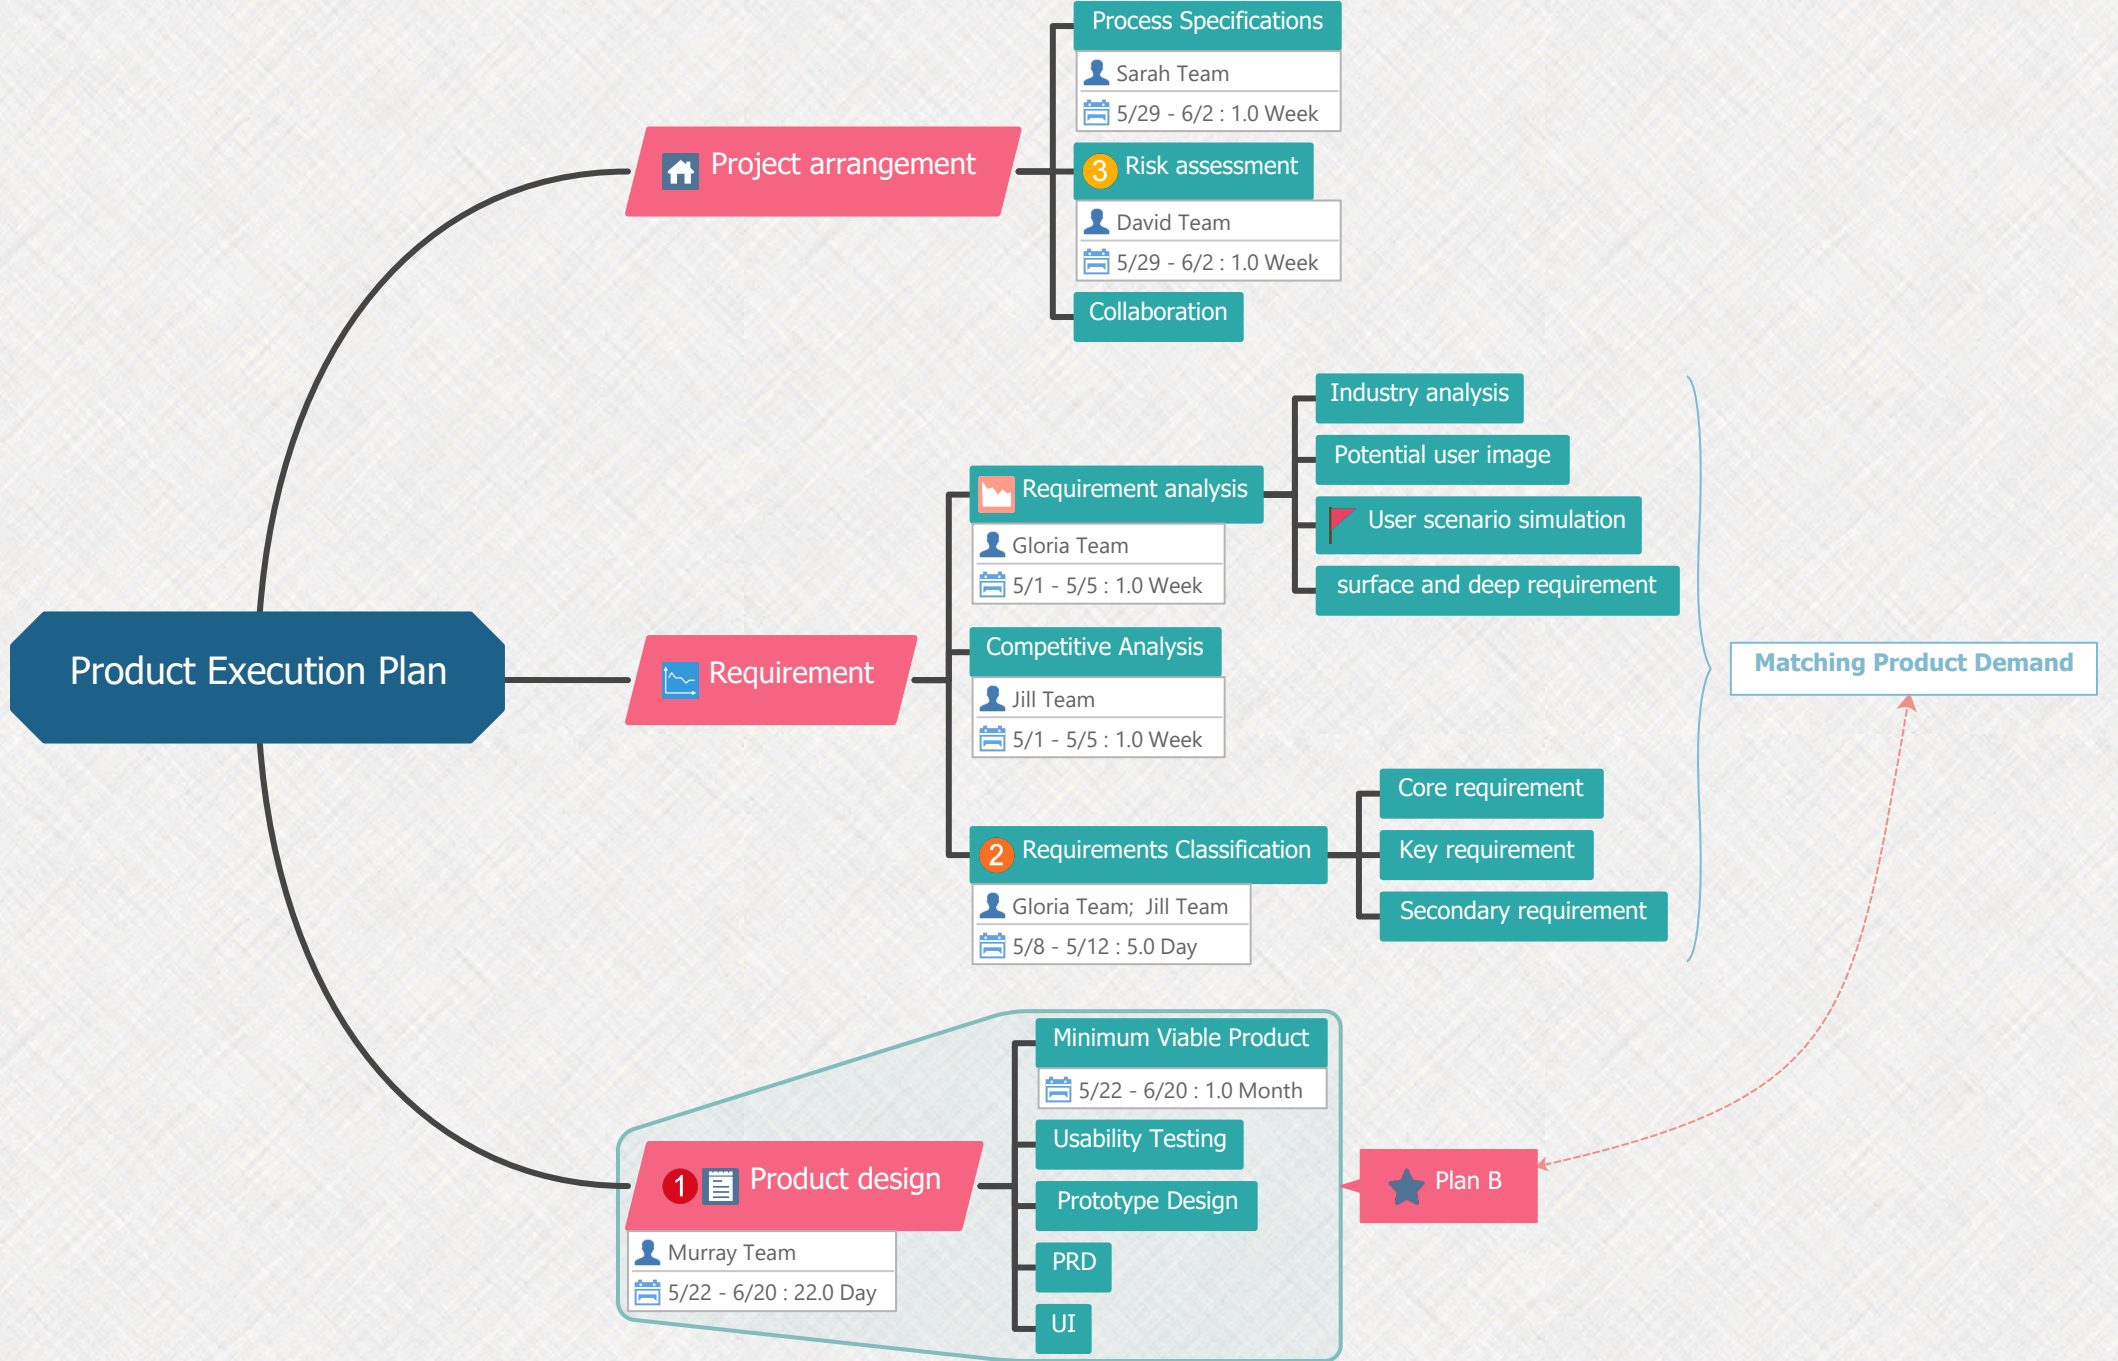 Product Execution Plan
Project arrangement
Process Specifications
Sarah Team
5/29 - 6/2 : 1.0 Week
3 Risk assessment
David Team
5/29 - 6/2 : 1.0 Week
Collaboration
Requirement
Requirement analysis
Gloria Team
5/1 - 5/5 : 1.0 Week
Industry analysis
Potential user image
User scenario simulation
surface and deep requirement
Competitive Analysis
Jill Team
5/1 - 5/5 : 1.0 Week
2 Requirements Classification
Gloria Team;  Jill Team
5/8 - 5/12 : 5.0 Day
Core requirement
Key requirement
Secondary requirement
Matching Product Demand
1 Product design
Murray Team
5/22 - 6/20 : 22.0 Day
Minimum Viable Product
5/22 - 6/20 : 1.0 Month
Usability Testing
Prototype Design
PRD
UI
Plan B